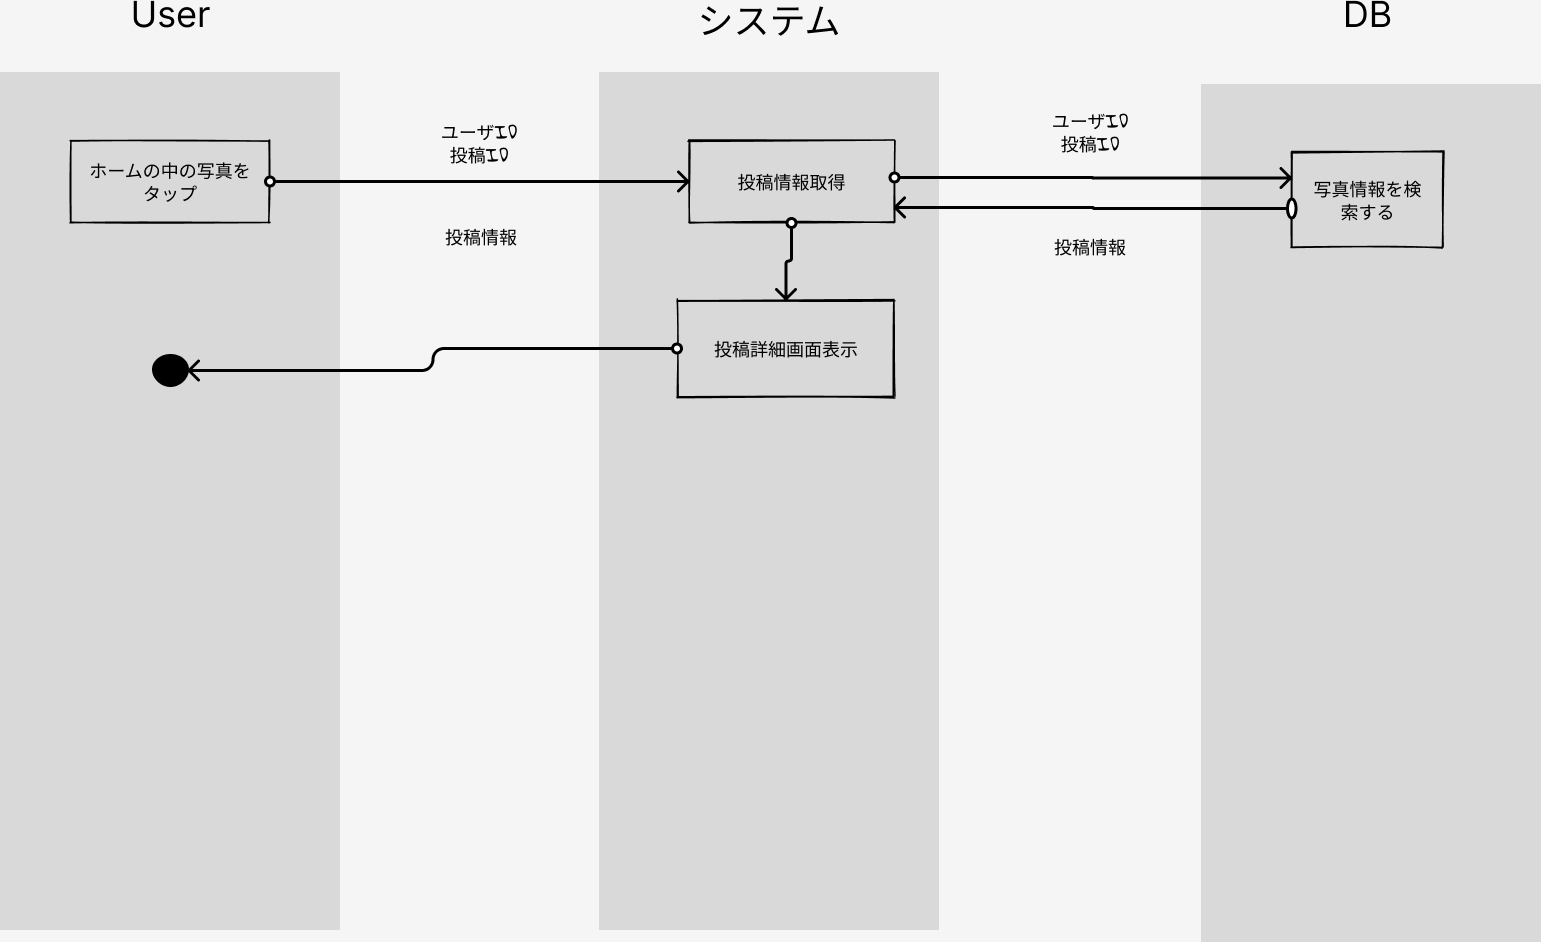 User
システム
DB
ホームの中の写真を
タップ
ユーザID
投稿ID
投稿情報取得
ユーザID
投稿ID
写真情報を検
索する
投稿情報
投稿情報
投稿詳細画面表示